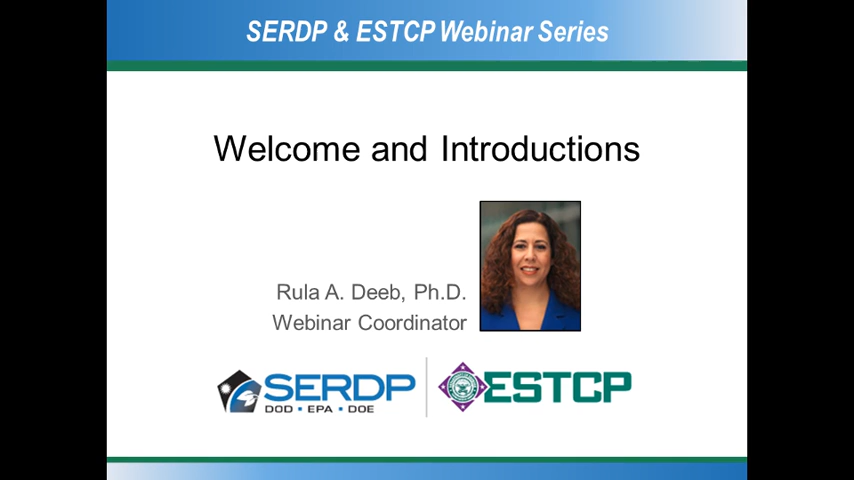 SERDP & ESTCP Webinar Series
Welcome and Introductions
Rula A. Deeb, Ph.D.
Webinar Coordinator
SERDP
DOD • EPA • DOE
ESTCP